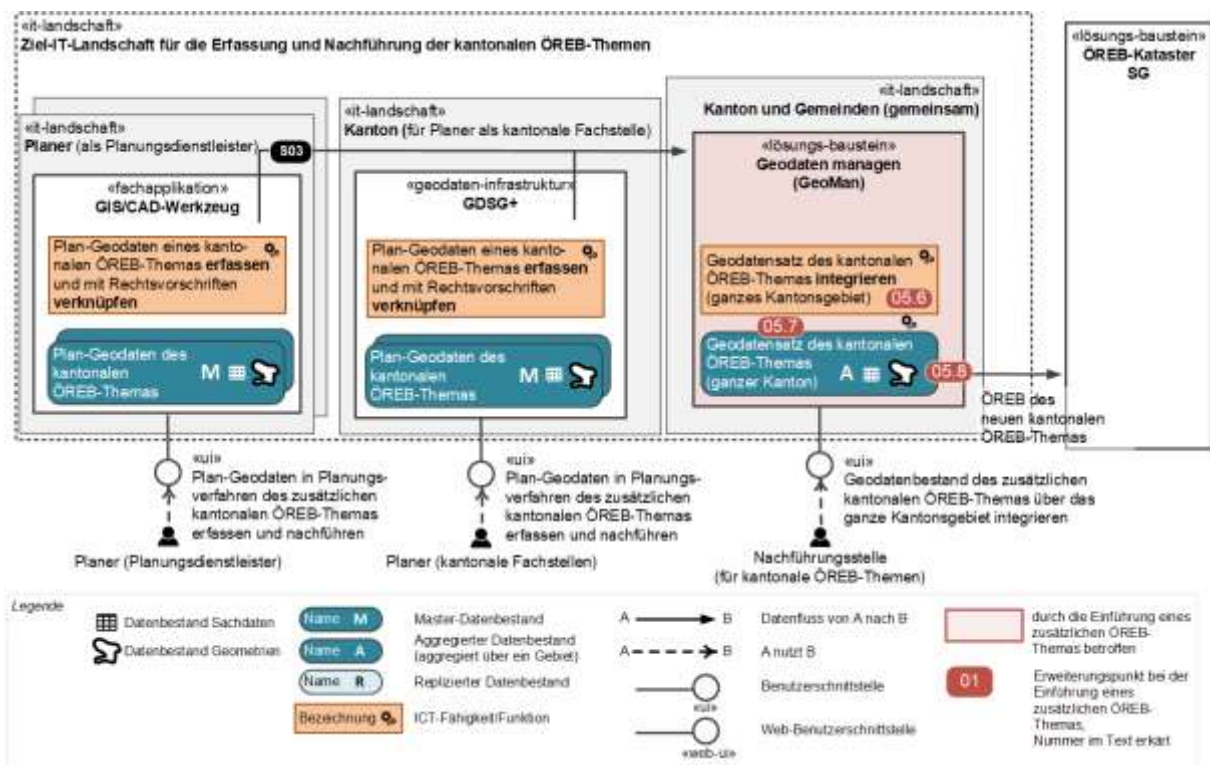 «it-landschaft»
Ziel-IT-Landschaft für die Erfassung und Nachführung der kantonalen ÖREB-Themen
«it-landschaft»
Planer (als Planungsdienstleister)
S03
«fachapplikation»
GIS/CAD-Werkzeug
Plan-Geodaten eines kanto-
nalen ÖREB-Themas erfassen
und mit Rechtsvorschriften
verknüpfen
Plan-Geodaten des
kantonalen
ÖREB-Themas
M
«ui»
Plan-Geodaten in Planungs-
verfahren des zusätzlichen
kantonalen ÖREB-Themas
erfassen und nachführen
Planer (Planungsdienstleister)
«it-landschaft»
Kanton (für Planer als kantonale Fachstelle)
«geodaten-infrastruktur»
GDSG+
Plan-Geodaten eines kanto-
nalen ÖREB-Themas erfassen
und mit Rechtsvorschriften
verknüpfen
Plan-Geodaten des
kantonalen
ÖREB-Themas
M
«ui»
Plan-Geodaten in Planungs-
verfahren des zusätzlichen
kantonalen ÖREB-Themas
erfassen und nachführen
Planer (kantonale Fachstellen)
«it-landschaft»
Kanton und Gemeinden (gemeinsam)
«lösungs-baustein»
Geodaten managen
(GeoMan)
Geodatensatz des kantonalen
ÖREB-Themas integrieren
(ganzes Kantonsgebiet)
05.6
05.7
Geodatensatz des kantonalen
ÖREB-Themas
(ganzer Kanton)
A
05.8
«ui»
Geodatenbestand des zusätzlichen
kantonalen ÖREB-Themas über das
ganze Kantonsgebiet integrieren
Nachführungsstelle
(für kantonale ÖREB-Themen)
«lösungs-baustein»
ÖREB-Kataster
SG
ÖREB des
neuen kantonalen
ÖREB-Themas
Legende
Datenbestand Sachdaten
Datenbestand Geometrien
Name M
Master-Datenbestand
Name A
Aggregierter Datenbestand
(aggregiert über ein Gebiet)
Name R
Replizierter Datenbestand
Bezeichnung
ICT-Fähigkeit/Funktion
A B
Datenfluss von A nach B
A B
A nutzt B
«ui»
Benutzerschnittstelle
«web-ui»
Web-Benutzerschnittstelle
durch die Einführung eines
zusätzlichen ÖREB-
Themas betroffen
01
Erweiterungspunkt bei der
Einführung eines
zusätzlichen ÖREB-
Themas,
Nummer im Text erkärt